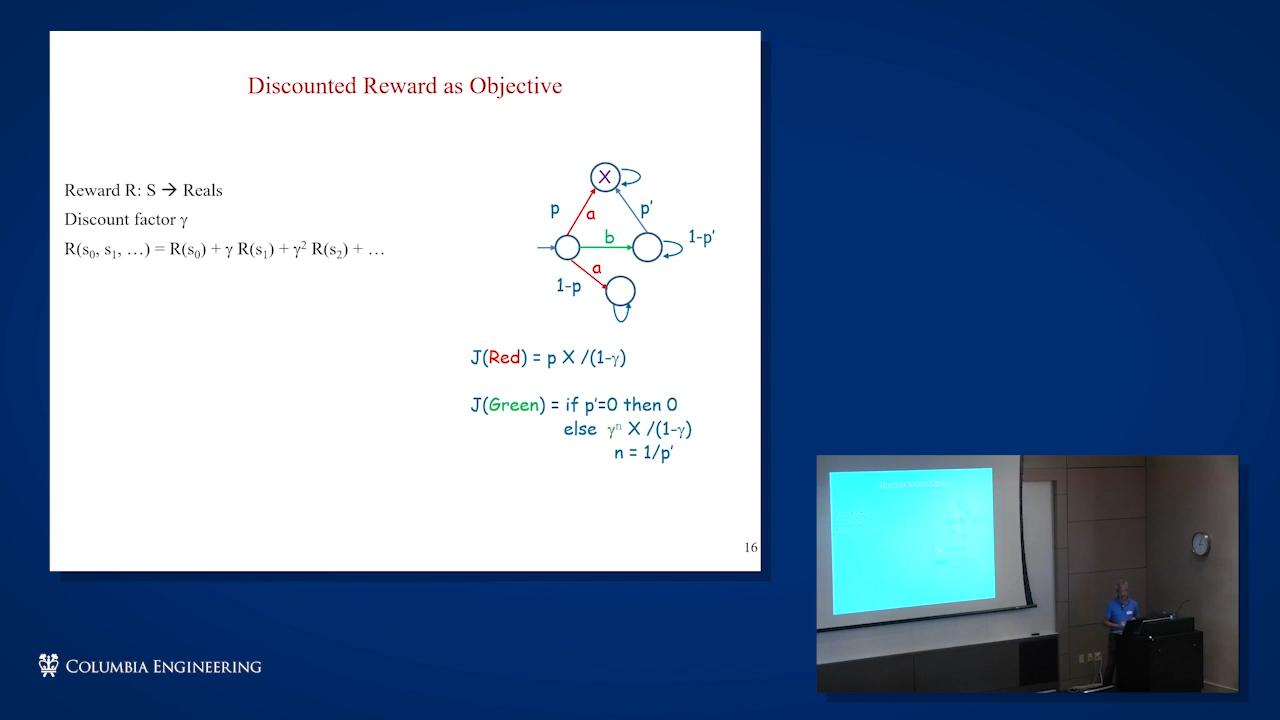 Discounted Reward as Objective
Reward R: S → Reals
Discount factor γ
R(s₀, s₁, …) = R(s₀) + γ R(s₁) + γ² R(s₂) + …
X
p
a
p′
b
1-p′
a
1-p
J(Red) = p X /(1-γ)
J(Green) = if p′=0 then 0
else γⁿ X /(1-γ)
n = 1/p′
16
COLUMBIA ENGINEERING